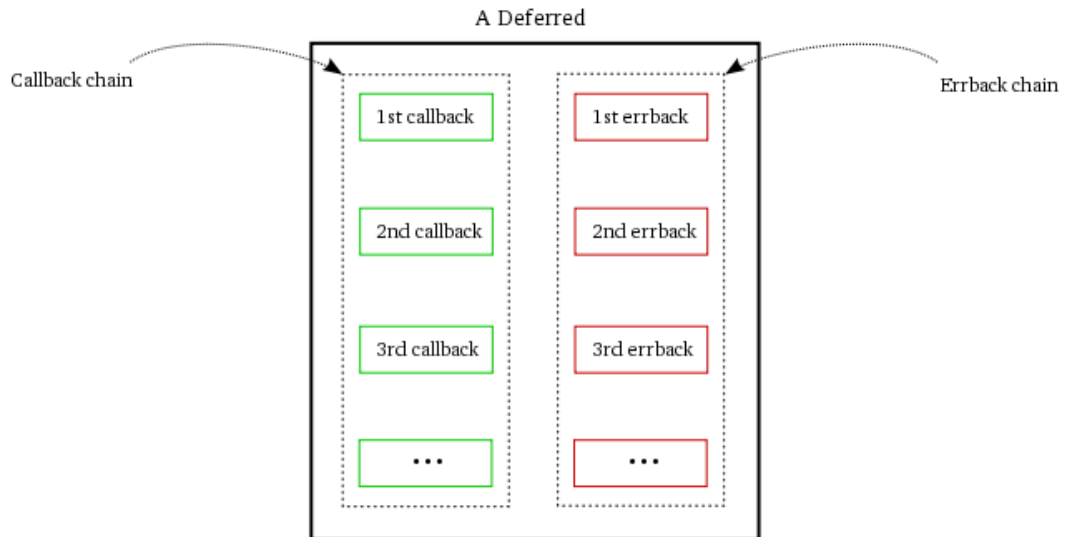 A Deferred
Callback chain
Errback chain
1st callback
1st errback
2nd callback
2nd errback
3rd callback
3rd errback
...
...